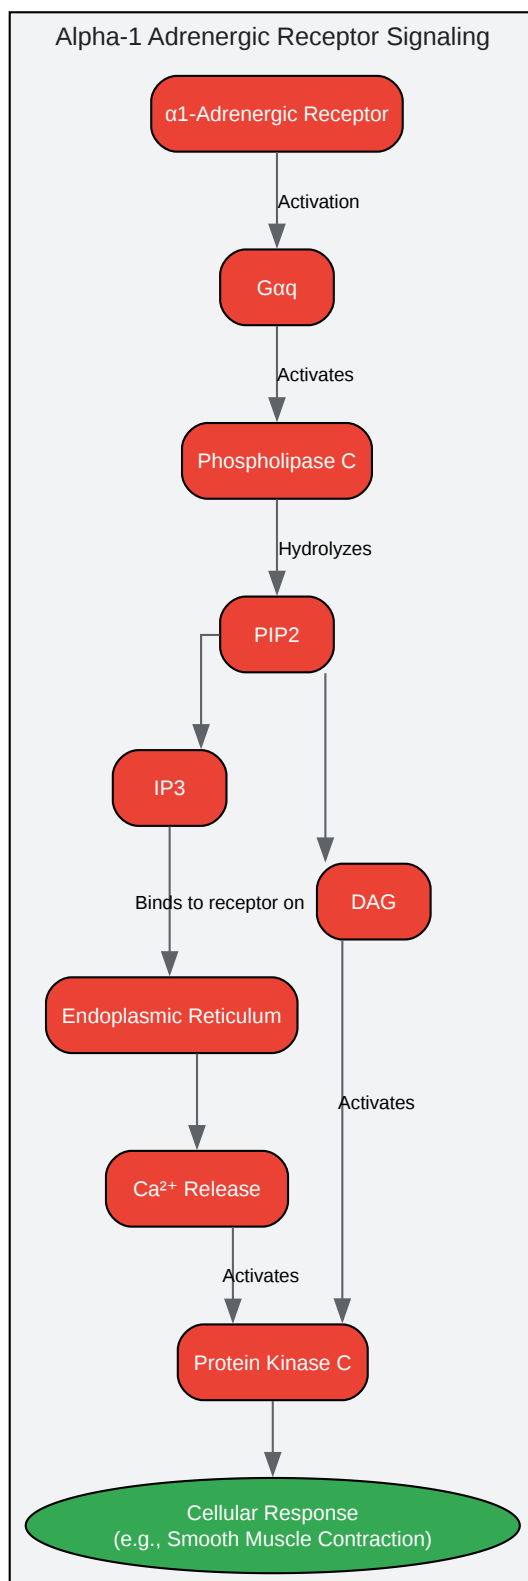 Alpha-1 Adrenergic Receptor Signaling
α1-Adrenergic Receptor
Activation
Gαq
Activates
Phospholipase C
Hydrolyzes
PIP2
IP3
Binds to receptor on
DAG
Endoplasmic Reticulum
Activates
Ca²⁺ Release
Activates
Protein Kinase C
Cellular Response
(e.g., Smooth Muscle Contraction)